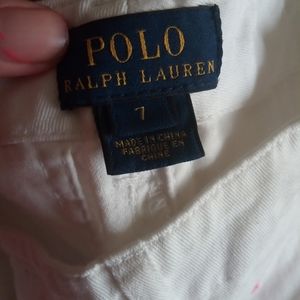 POLO
RALPH LAUREN
7
MADE IN CHINA
FABRIQUE EN
CHINE